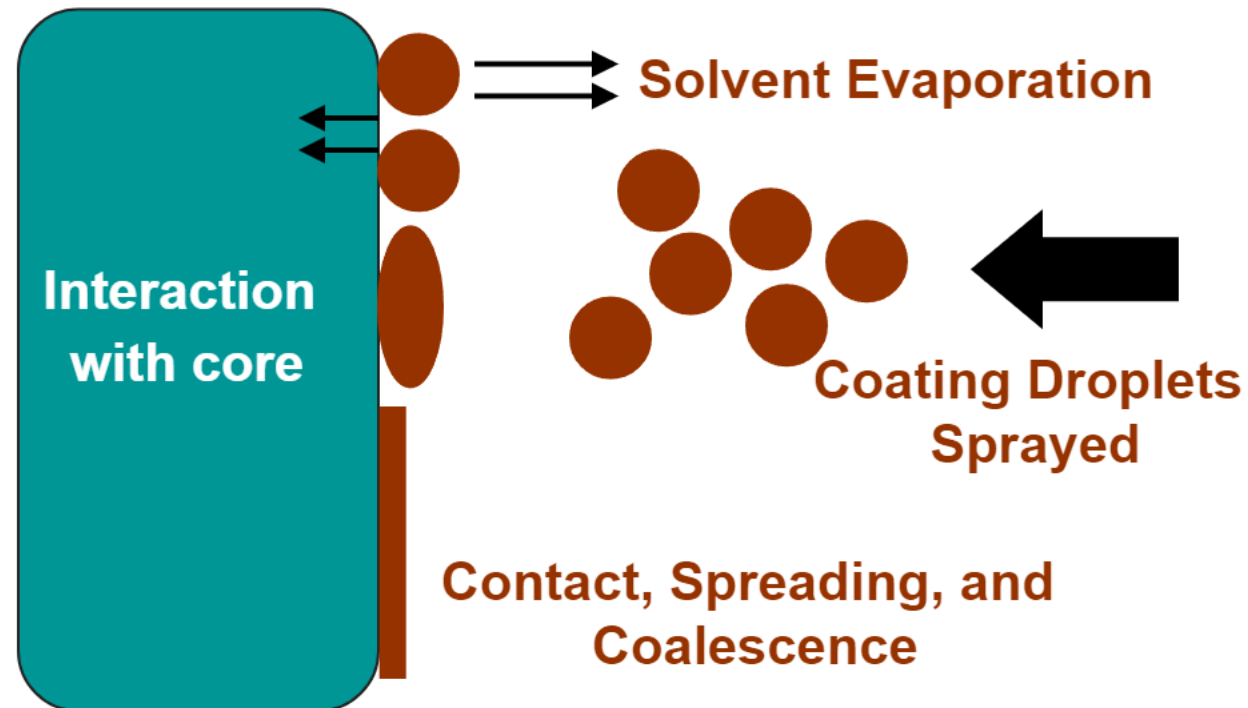 Solvent Evaporation
Interaction
with core
Coating Droplets
Sprayed
Contact, Spreading, and
Coalescence